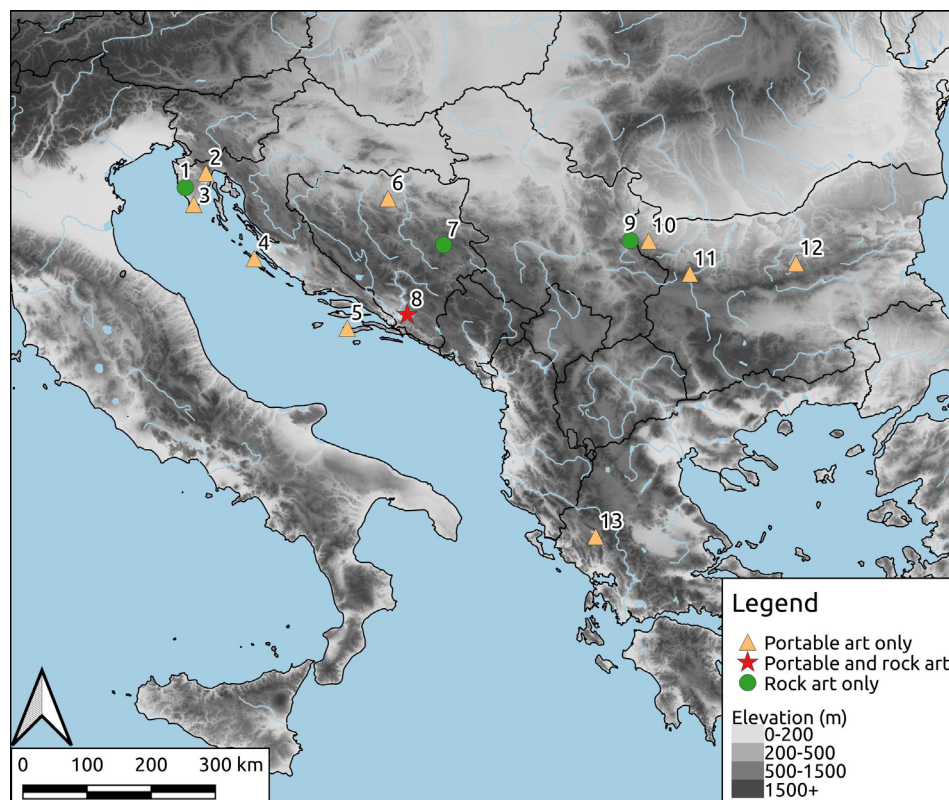 2
1
3
6
4
7
9
10
11
12
8
5
13
Legend
Portable art only
Portable and rock art
Rock art only
Elevation (m)
0-200
200-500
500-1500
1500+
0 100 200 300 km